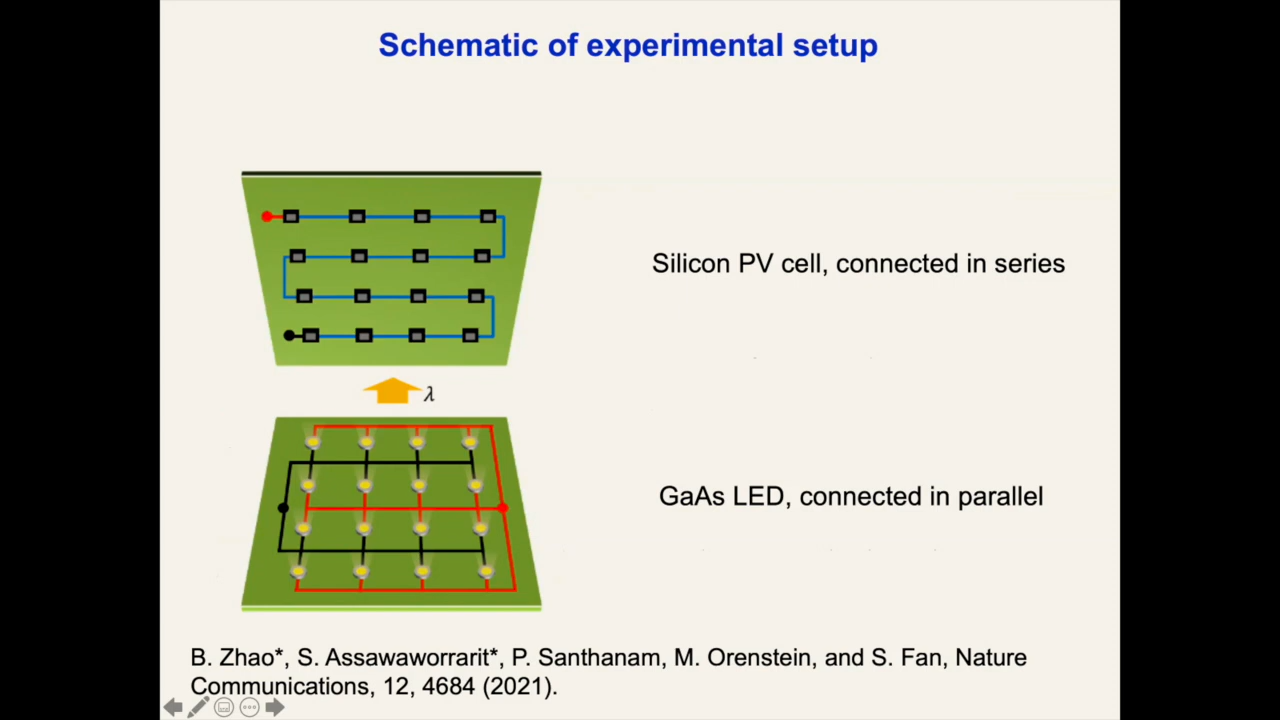 Schematic of experimental setup
Silicon PV cell, connected in series
λ
GaAs LED, connected in parallel
B. Zhao*, S. Assawaworrarit*, P. Santhanam, M. Orenstein, and S. Fan, Nature
Communications, 12, 4684 (2021).